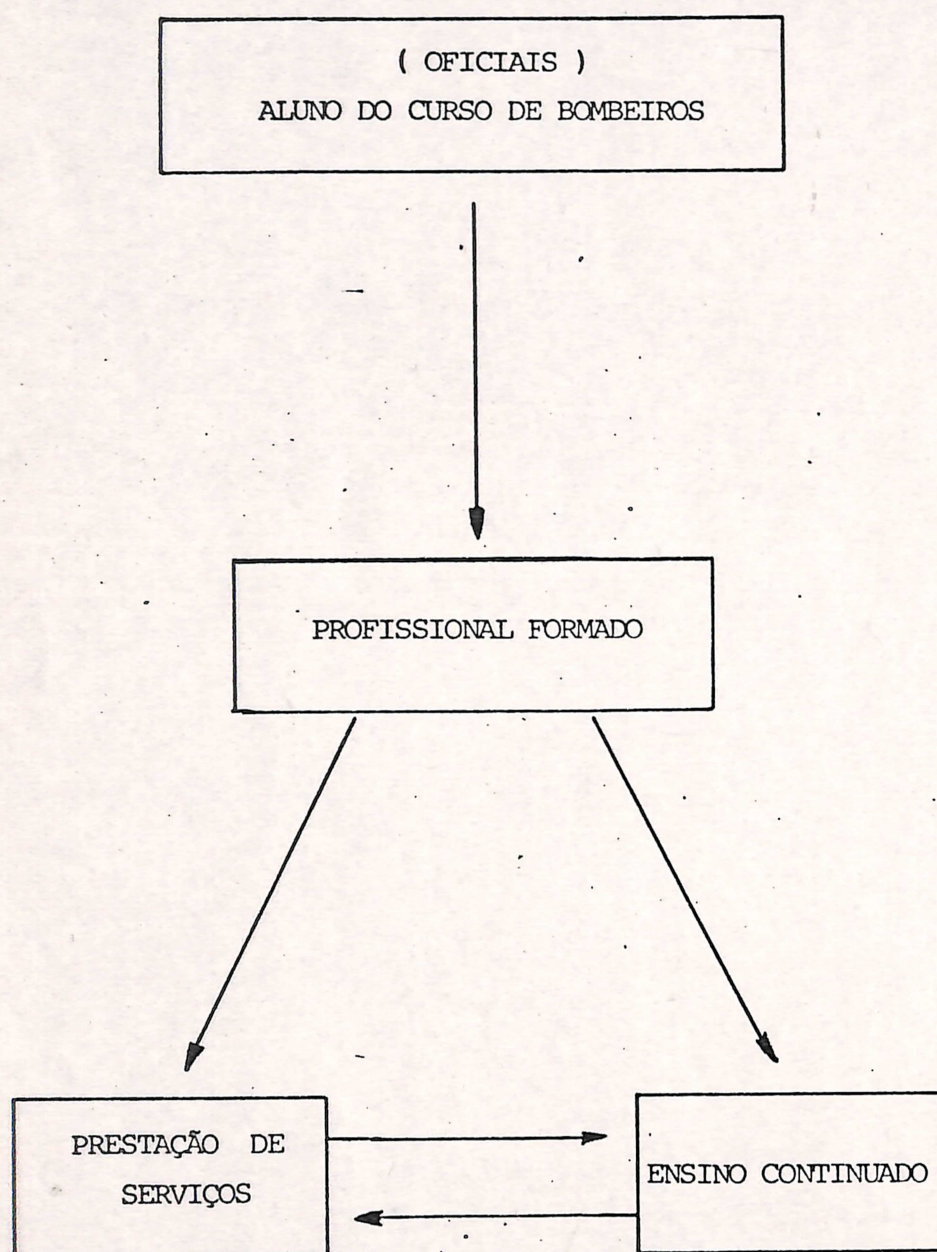 ( OFICIAIS )
ALUNO DO CURSO DE BOMBEIROS
PROFISSIONAL FORMADO
PRESTAÇÃO DE
SERVIÇOS
ENSINO CONTINUADO